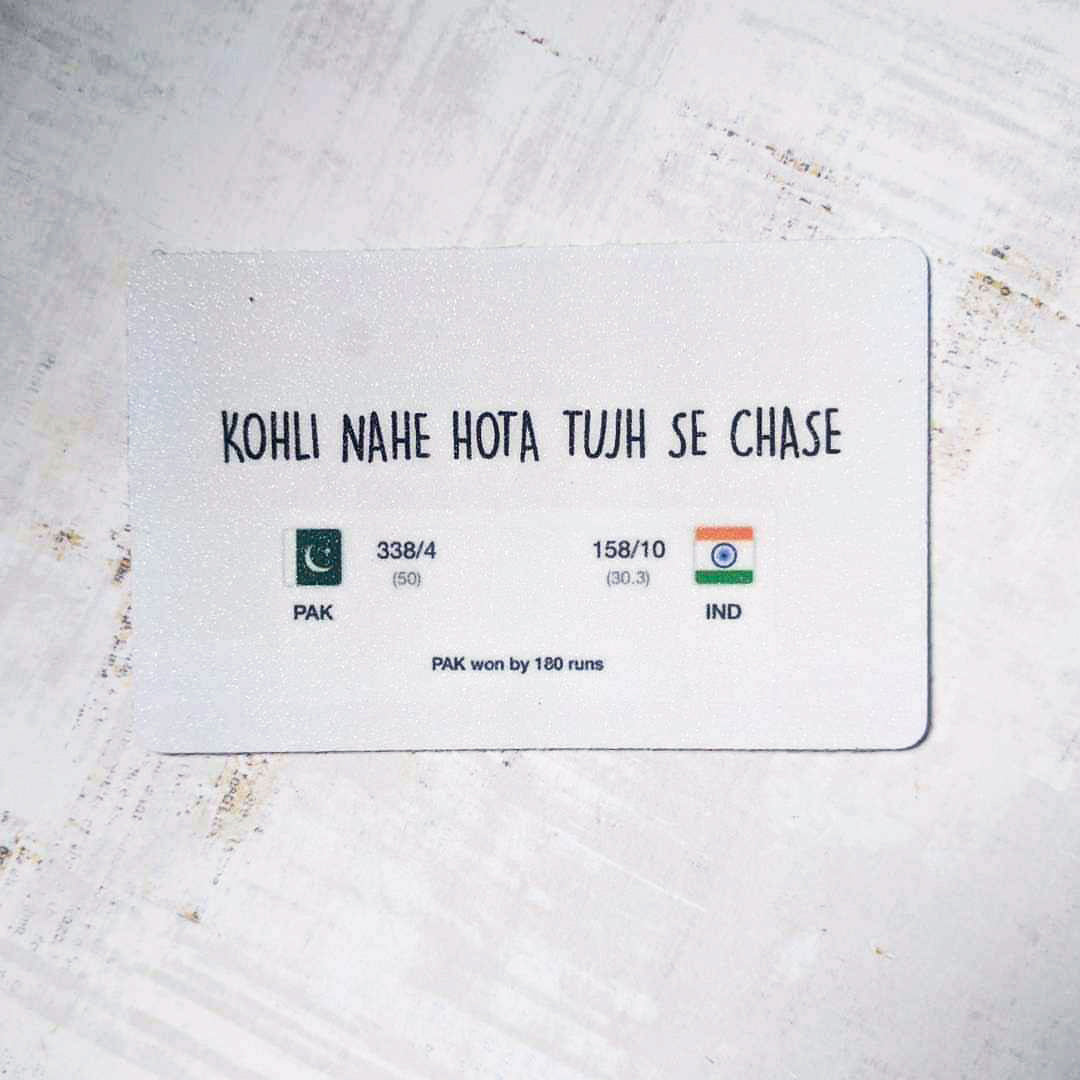 KOHLI NAHE HOTA TUJH SE CHASE
338/4 158/10
(50) (30.3)
PAK IND
PAK won by 180 runs